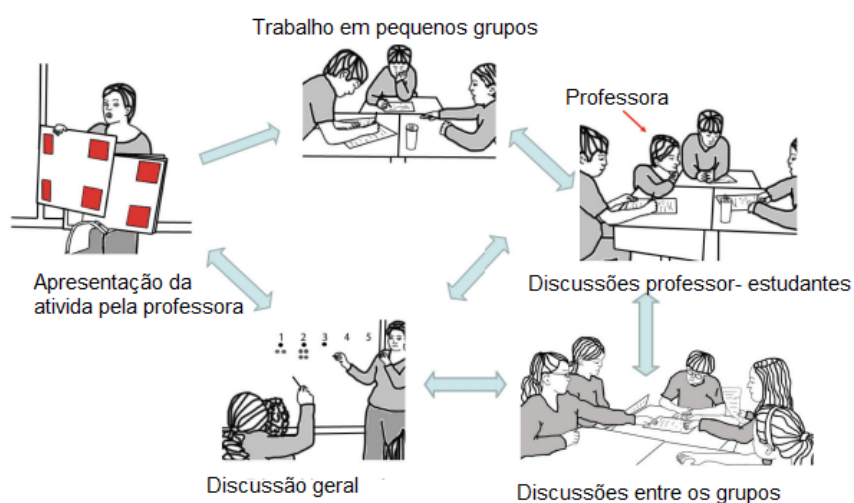 Trabalho em pequenos grupos
Professora
Apresentação da
ativida pela professora
Discussões professor- estudantes
1 2 3 4 5
Discussão geral
Discussões entre os grupos